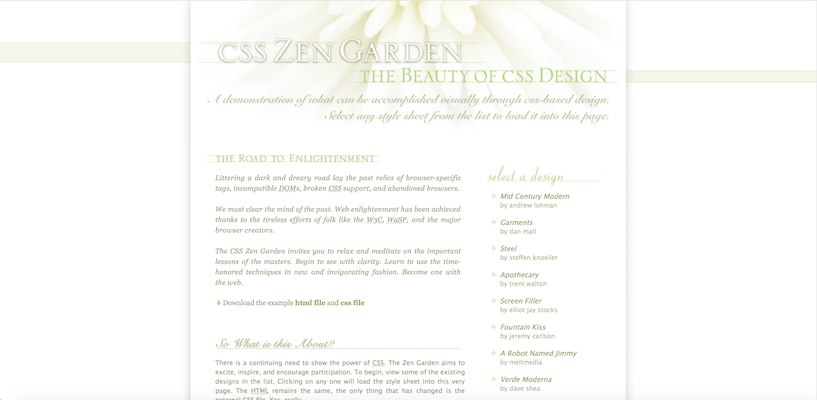 CSS ZEN GARDEN
THE BEAUTY OF CSS DESIGN
A demonstration of what can be accomplished visually through css-based design.
Select any style sheet from the list to load it into this page.
THE ROAD TO ENLIGHTENMENT
Littering a dark and dreary road lay the past relics of browser-specific
tags, incompatible DOMs, broken CSS support, and abandoned browsers.
We must clear the mind of the past. Web enlightenment has been achieved
thanks to the tireless efforts of folk like the W3C, WaSP, and the major
browser creators.
The CSS Zen Garden invites you to relax and meditate on the important
lessons of the masters. Begin to see with clarity. Learn to use the time-
honored techniques in new and invigorating fashion. Become one with
the web.
Download the example html file and css file
So What is this About?
There is a continuing need to show the power of CSS. The Zen Garden aims to
excite, inspire, and encourage participation. To begin, view some of the existing
designs in the list. Clicking on any one will load the style sheet into this very
page. The HTML remains the same, the only thing that has changed is the
external CSS file. Yes, really.
select a design
Mid Century Modern
by andrew lohman
Garments
by dan mall
Steel
by steffen knoeller
Apothecary
by trent walton
Screen Filler
by elliot jay stocks
Fountain Kiss
by jeremy carlson
A Robot Named Jimmy
by meltmedia
Verde Moderna
by dave shea